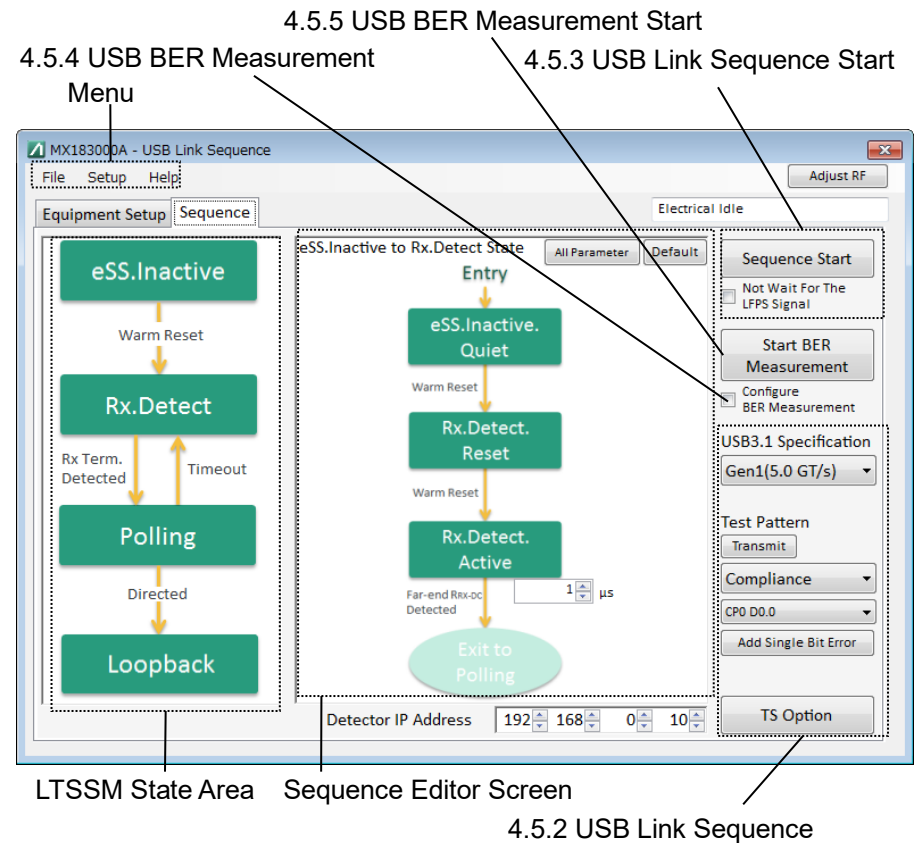 4.5.5 USB BER Measurement Start
4.5.4 USB BER Measurement
4.5.3 USB Link Sequence Start
Menu
MX183000A - USB Link Sequence
File Setup Help
Adjust RF
Equipment Setup
Sequence
Electrical Idle
eSS.Inactive
Warm Reset
Rx.Detect
Rx Term.
Detected
Timeout
Polling
Directed
Loopback
eSS.Inactive to Rx.Detect State
All Parameter
Default
Entry
eSS.Inactive.
Quiet
Warm Reset
Rx.Detect.
Reset
Warm Reset
Rx.Detect.
Active
Far-end RRX-DC
Detected
1 μs
Exit to
Polling
Detector IP Address 192 168 0 10
Sequence Start
Not Wait For The
LFPS Signal
Start BER
Measurement
Configure
BER Measurement
USB3.1 Specification
Gen1(5.0 GT/s)
Test Pattern
Transmit
Compliance
CP0 D0.0
Add Single Bit Error
TS Option
LTSSM State Area
Sequence Editor Screen
4.5.2 USB Link Sequence